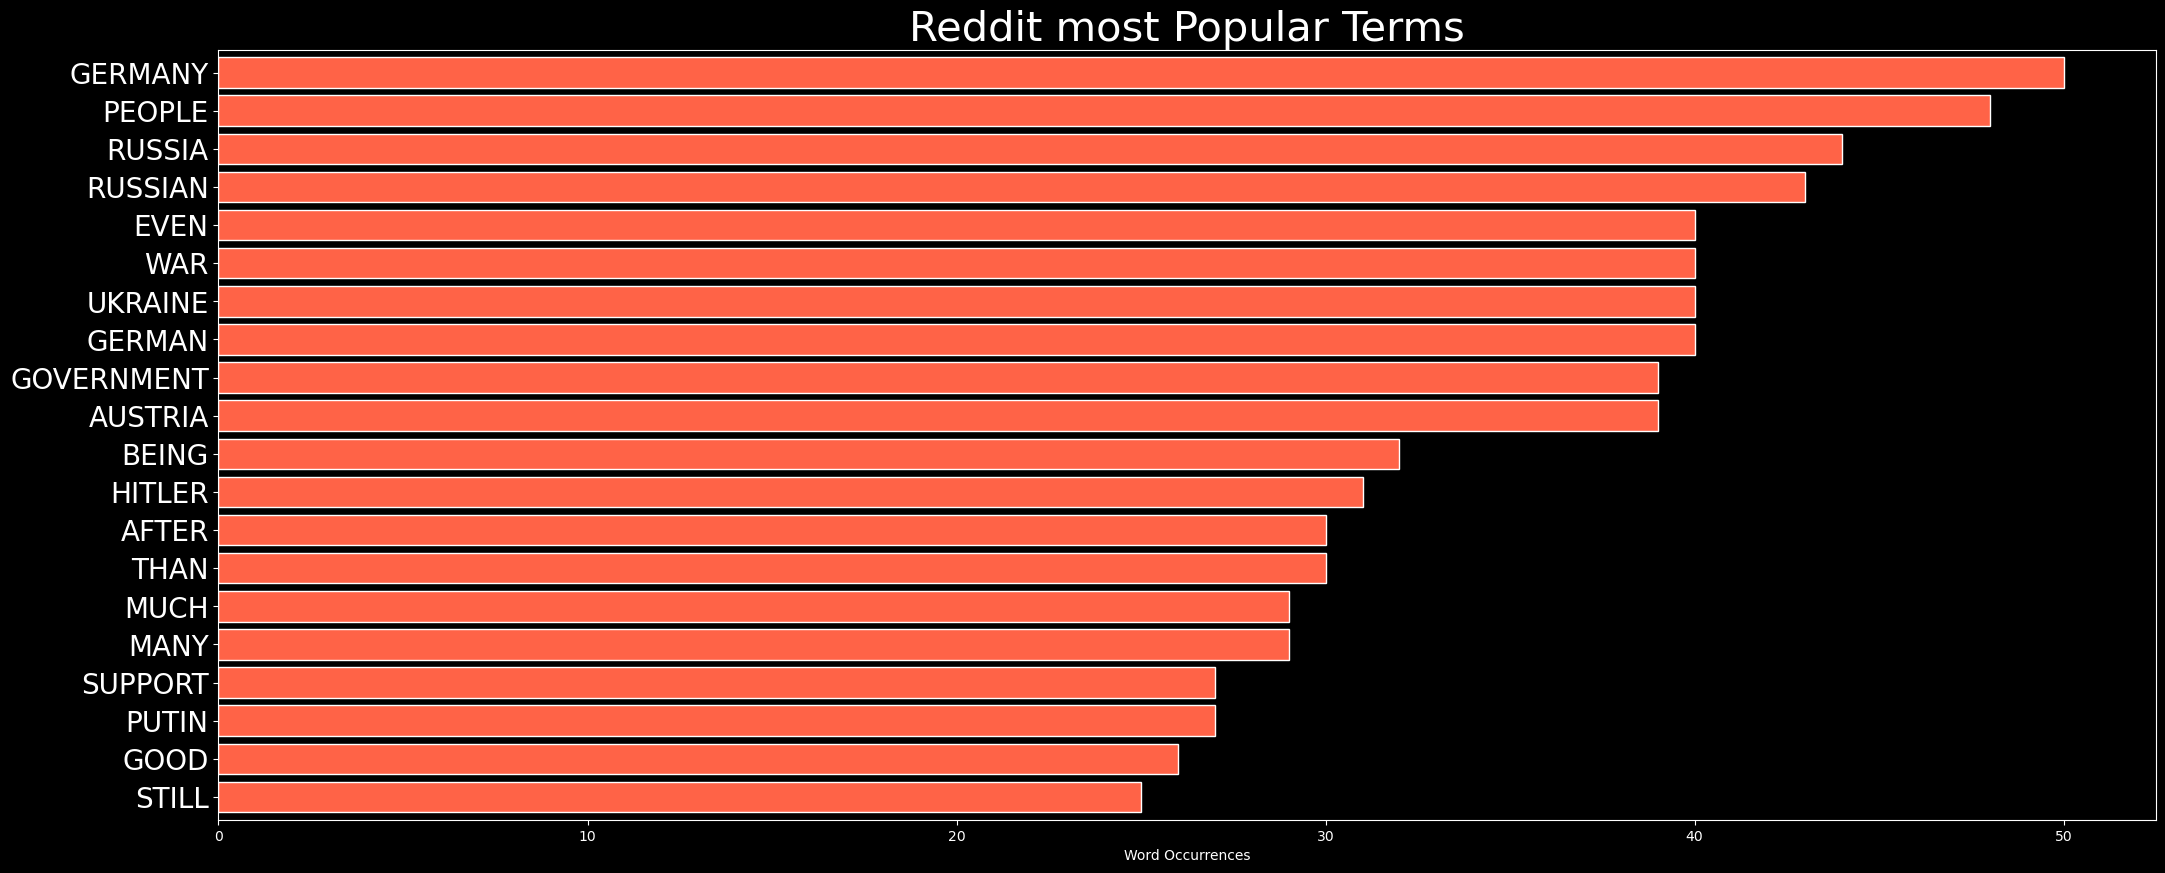 Reddit most Popular Terms
GERMANY
PEOPLE
RUSSIA
RUSSIAN
EVEN
WAR
UKRAINE
GERMAN
GOVERNMENT
AUSTRIA
BEING
HITLER
AFTER
THAN
MUCH
MANY
SUPPORT
PUTIN
GOOD
STILL
0 10 20 30 40 50
Word Occurrences